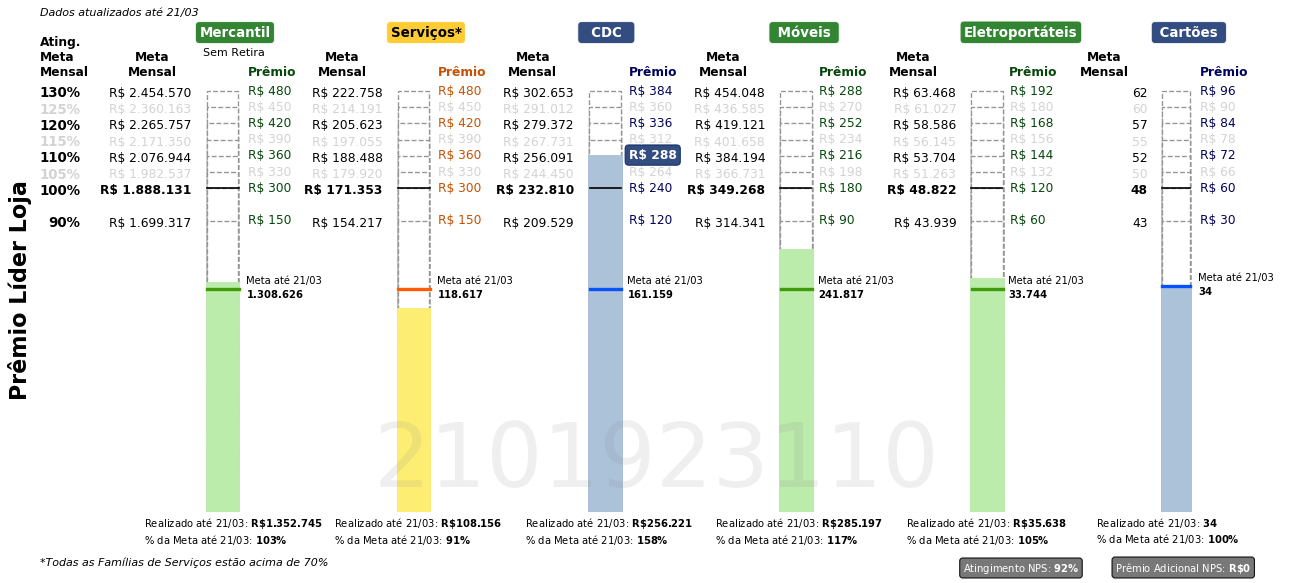 Dados atualizados até 21/03
Mercantil Serviços* CDC Móveis Eletroportáteis Cartões
Sem Retira
Ating. Meta Mensal Meta Mensal Prêmio Meta Mensal Prêmio Meta Mensal Prêmio Meta Mensal Prêmio Meta Mensal Prêmio Meta Mensal Prêmio
130% R$ 2.454.570 R$ 480 R$ 222.758 R$ 480 R$ 302.653 R$ 384 R$ 454.048 R$ 288 R$ 63.468 R$ 192 62 R$ 96
125% R$ 2.360.163 R$ 450 R$ 214.191 R$ 450 R$ 291.012 R$ 360 R$ 436.585 R$ 270 R$ 61.027 R$ 180 60 R$ 90
120% R$ 2.265.757 R$ 420 R$ 205.623 R$ 420 R$ 279.372 R$ 336 R$ 419.121 R$ 252 R$ 58.586 R$ 168 57 R$ 84
115% R$ 2.171.350 R$ 390 R$ 197.055 R$ 390 R$ 267.731 R$ 312 R$ 401.658 R$ 234 R$ 56.145 R$ 156 55 R$ 78
110% R$ 2.076.944 R$ 360 R$ 188.488 R$ 360 R$ 256.091 R$ 288 R$ 384.194 R$ 216 R$ 53.704 R$ 144 52 R$ 72
105% R$ 1.982.537 R$ 330 R$ 179.920 R$ 330 R$ 244.450 R$ 264 R$ 366.731 R$ 198 R$ 51.263 R$ 132 50 R$ 66
100% R$ 1.888.131 R$ 300 R$ 171.353 R$ 300 R$ 232.810 R$ 240 R$ 349.268 R$ 180 R$ 48.822 R$ 120 48 R$ 60
90% R$ 1.699.317 R$ 150 R$ 154.217 R$ 150 R$ 209.529 R$ 120 R$ 314.341 R$ 90 R$ 43.939 R$ 60 43 R$ 30
Prêmio Líder Loja
Meta até 21/03 Meta até 21/03 Meta até 21/03 Meta até 21/03 Meta até 21/03 Meta até 21/03
1.308.626 118.617 161.159 241.817 33.744 34
2101923110
Realizado até 21/03: R$1.352.745 Realizado até 21/03: R$108.156 Realizado até 21/03: R$256.221 Realizado até 21/03: R$285.197 Realizado até 21/03: R$35.638 Realizado até 21/03: 34
% da Meta até 21/03: 103% % da Meta até 21/03: 91% % da Meta até 21/03: 158% % da Meta até 21/03: 117% % da Meta até 21/03: 105% % da Meta até 21/03: 100%
*Todas as Famílias de Serviços estão acima de 70% Atingimento NPS: 92% Prêmio Adicional NPS: R$0